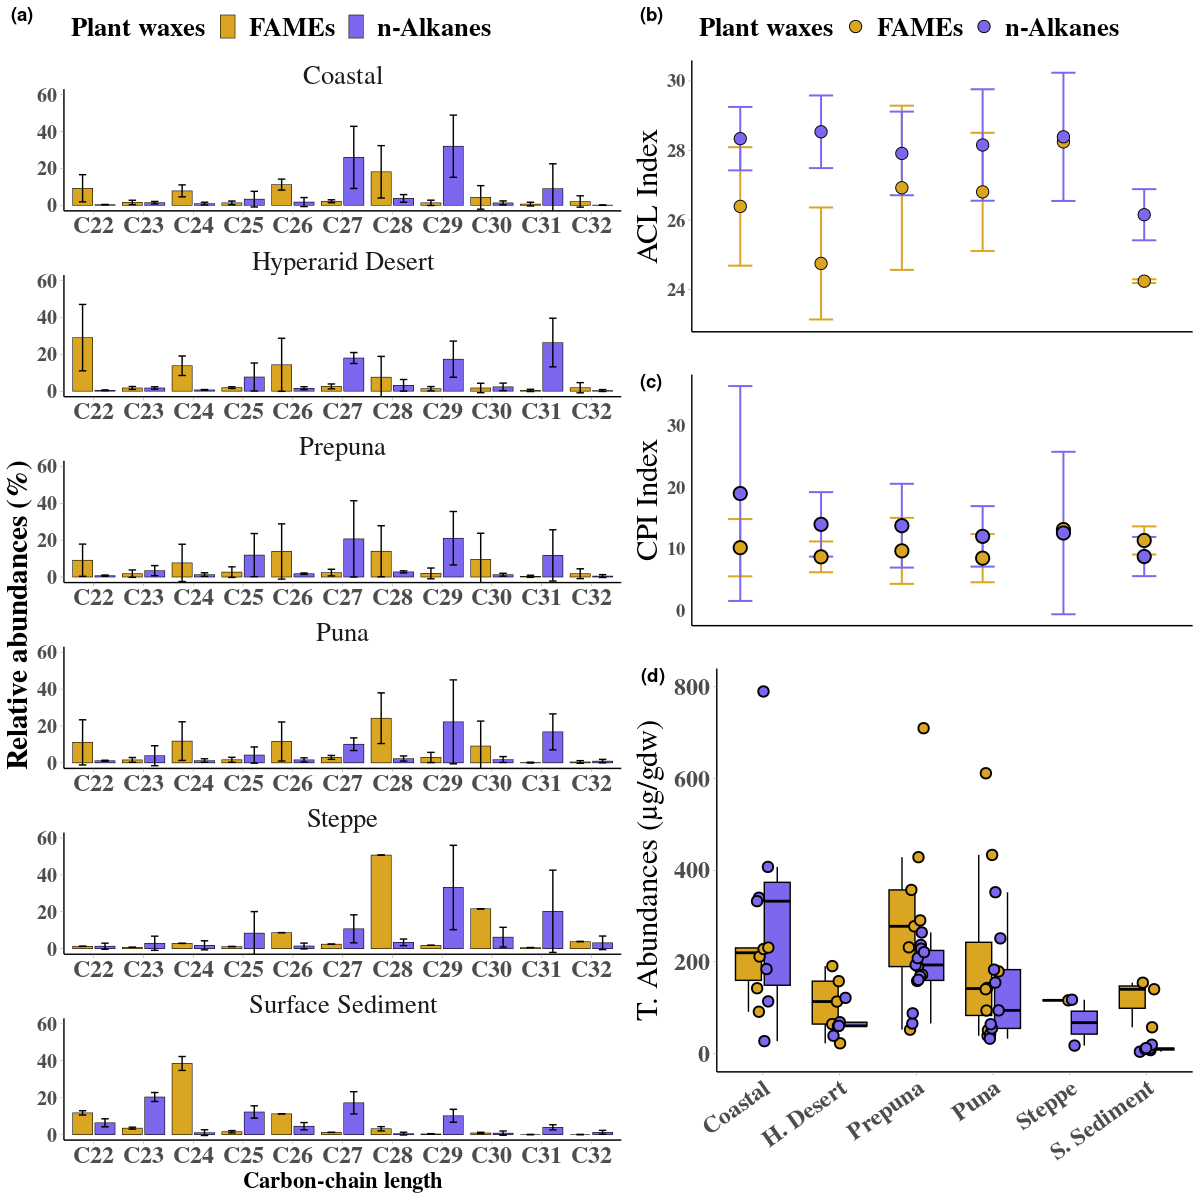 (a)
Plant waxes FAMEs n-Alkanes
Relative abundances (%)
Coastal
60
40
20
0
C22 C23 C24 C25 C26 C27 C28 C29 C30 C31 C32
Hyperarid Desert
60
40
20
0
C22 C23 C24 C25 C26 C27 C28 C29 C30 C31 C32
Prepuna
60
40
20
0
C22 C23 C24 C25 C26 C27 C28 C29 C30 C31 C32
Puna
60
40
20
0
C22 C23 C24 C25 C26 C27 C28 C29 C30 C31 C32
Steppe
60
40
20
0
C22 C23 C24 C25 C26 C27 C28 C29 C30 C31 C32
Surface Sediment
60
40
20
0
C22 C23 C24 C25 C26 C27 C28 C29 C30 C31 C32
Carbon-chain length
(b)
Plant waxes FAMEs n-Alkanes
ACL Index
30
28
26
24
(c)
CPI Index
30
20
10
0
(d)
T. Abundances (µg/gdw)
800
600
400
200
0
Coastal
H. Desert
Prepuna
Puna
Steppe
S. Sediment